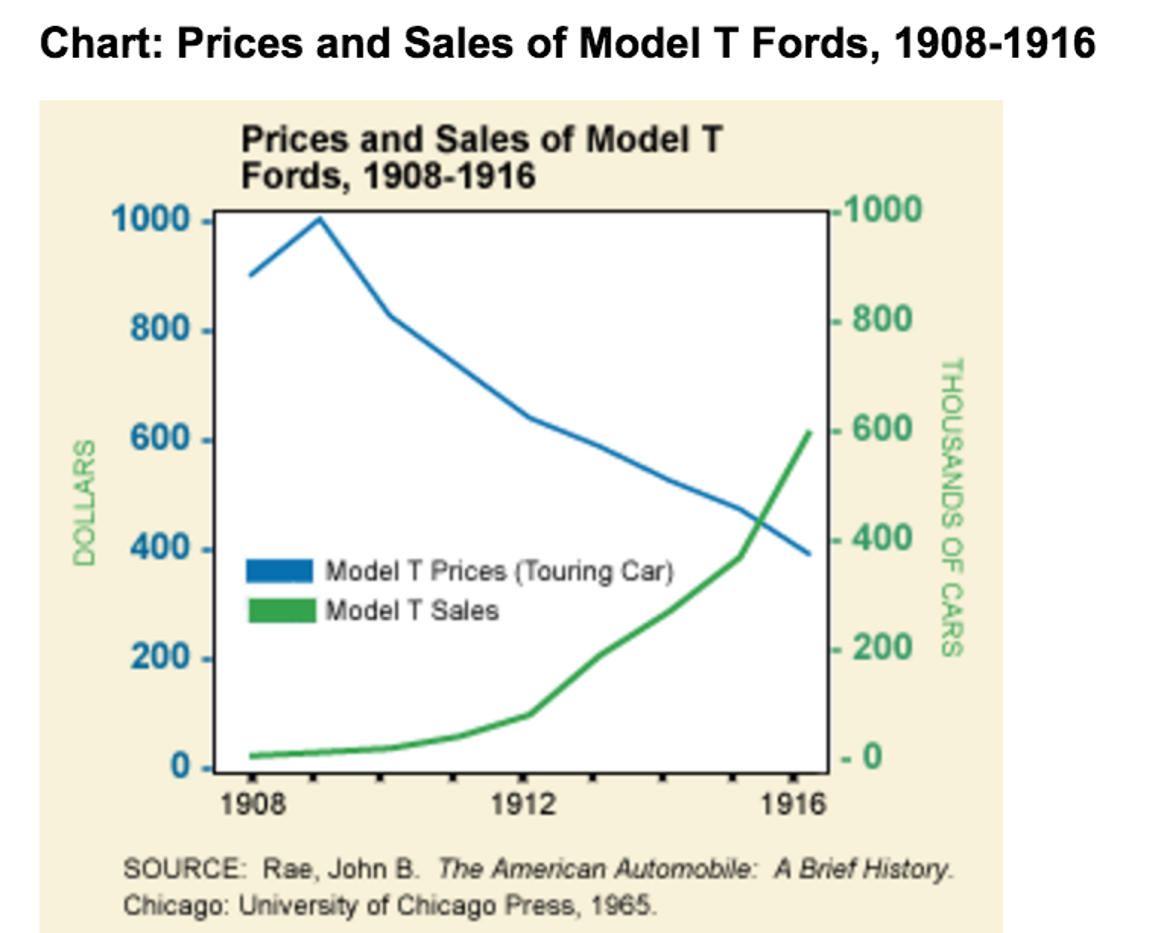 Chart: Prices and Sales of Model T Fords, 1908-1916
Prices and Sales of Model T
Fords, 1908-1916
1000
800
600
400
200
0
DOLLARS
1000
800
600
400
200
0
THOUSANDS OF CARS
Model T Prices (Touring Car)
Model T Sales
1908 1912 1916
SOURCE: Rae, John B. The American Automobile: A Brief History.
Chicago: University of Chicago Press, 1965.